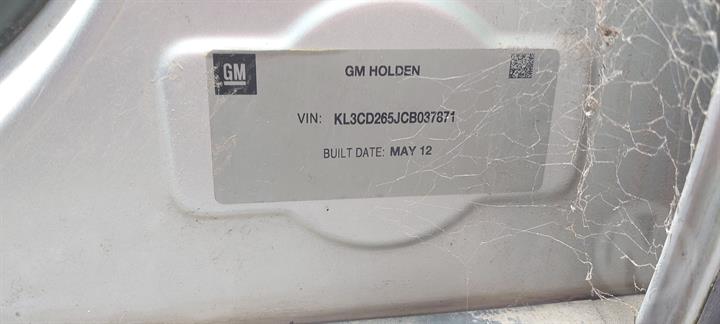 GM
GM HOLDEN
VIN: KL3CD265JCB037871
BUILT DATE: MAY 12